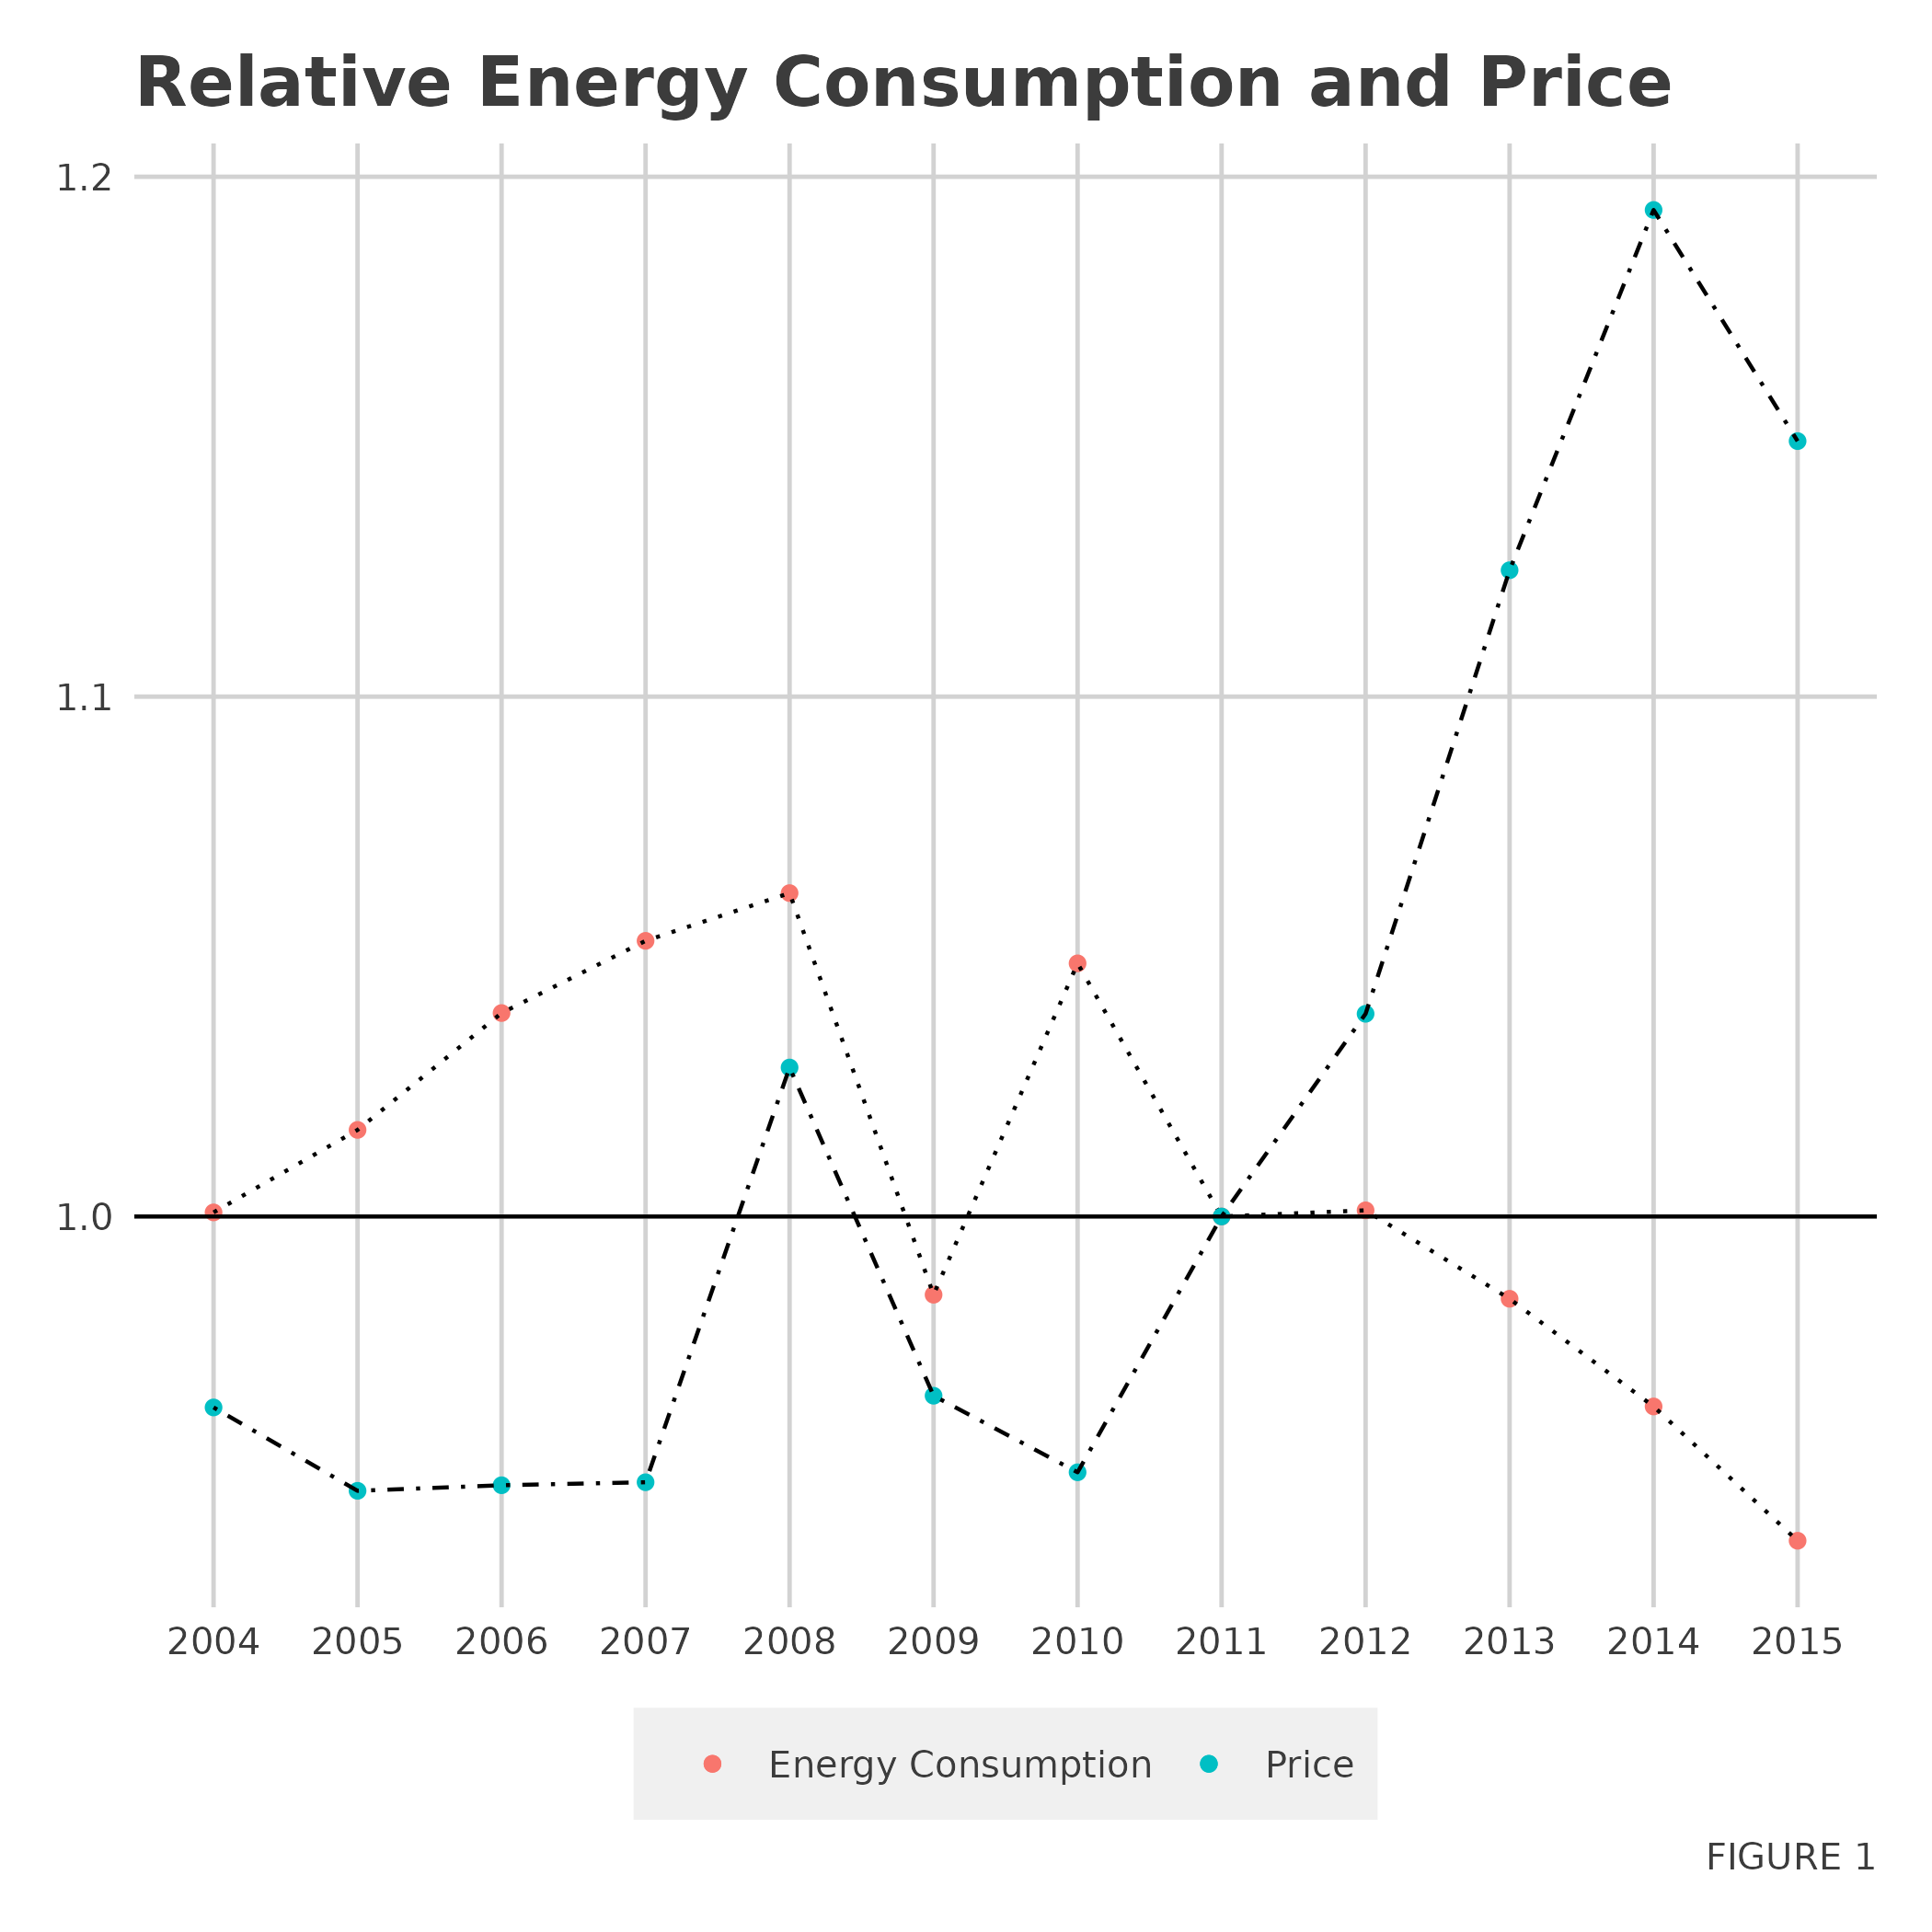 Relative Energy Consumption and Price
1.2
1.1
1.0
2004 2005 2006 2007 2008 2009 2010 2011 2012 2013 2014 2015
Energy Consumption Price
FIGURE 1